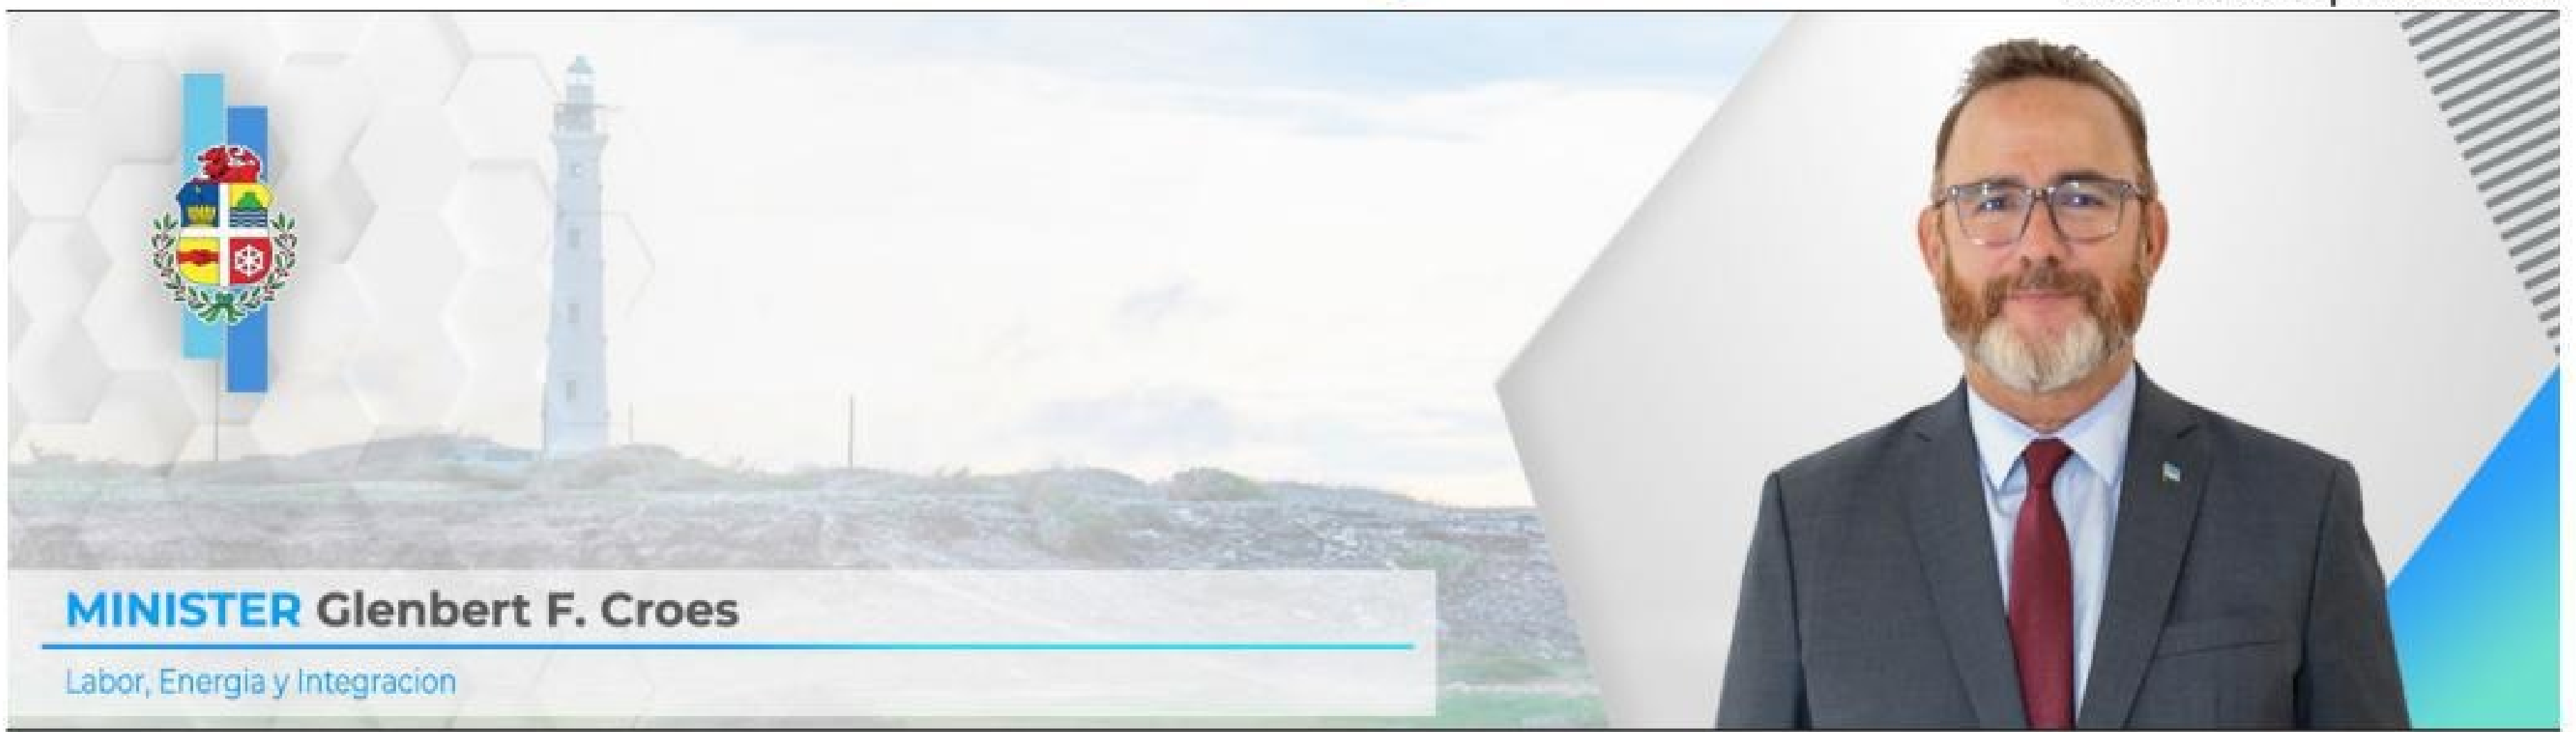 MINISTER Glenbert F. Croes
Labor, Energia y Integracion